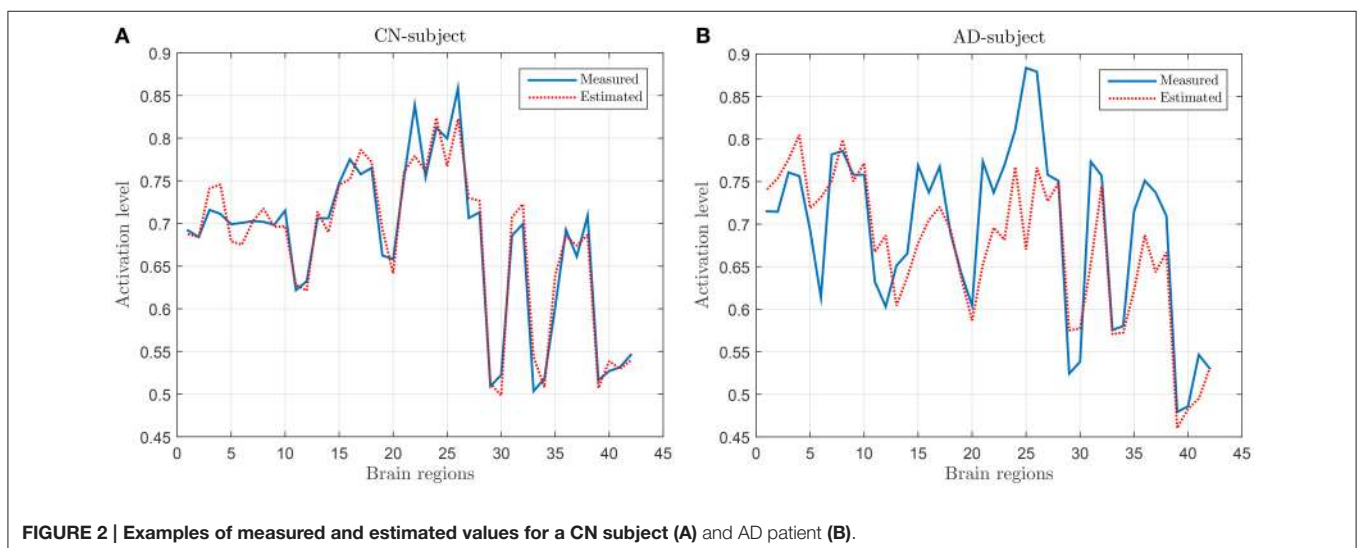 A
CN-subject
Measured
Estimated
0.9
0.85
0.8
0.75
0.7
0.65
0.6
0.55
0.5
0.45
Activation level
0 5 10 15 20 25 30 35 40 45
Brain regions
B
AD-subject
Measured
Estimated
0.9
0.85
0.8
0.75
0.7
0.65
0.6
0.55
0.5
0.45
Activation level
0 5 10 15 20 25 30 35 40 45
Brain regions
FIGURE 2 | Examples of measured and estimated values for a CN subject (A) and AD patient (B).